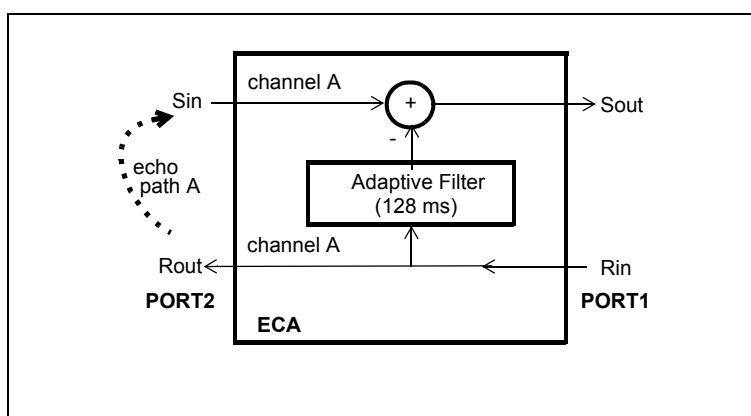 channel A
Sin
+
Sout
-
echo
path A
Adaptive Filter
(128 ms)
channel A
Rout
Rin
PORT2
PORT1
ECA